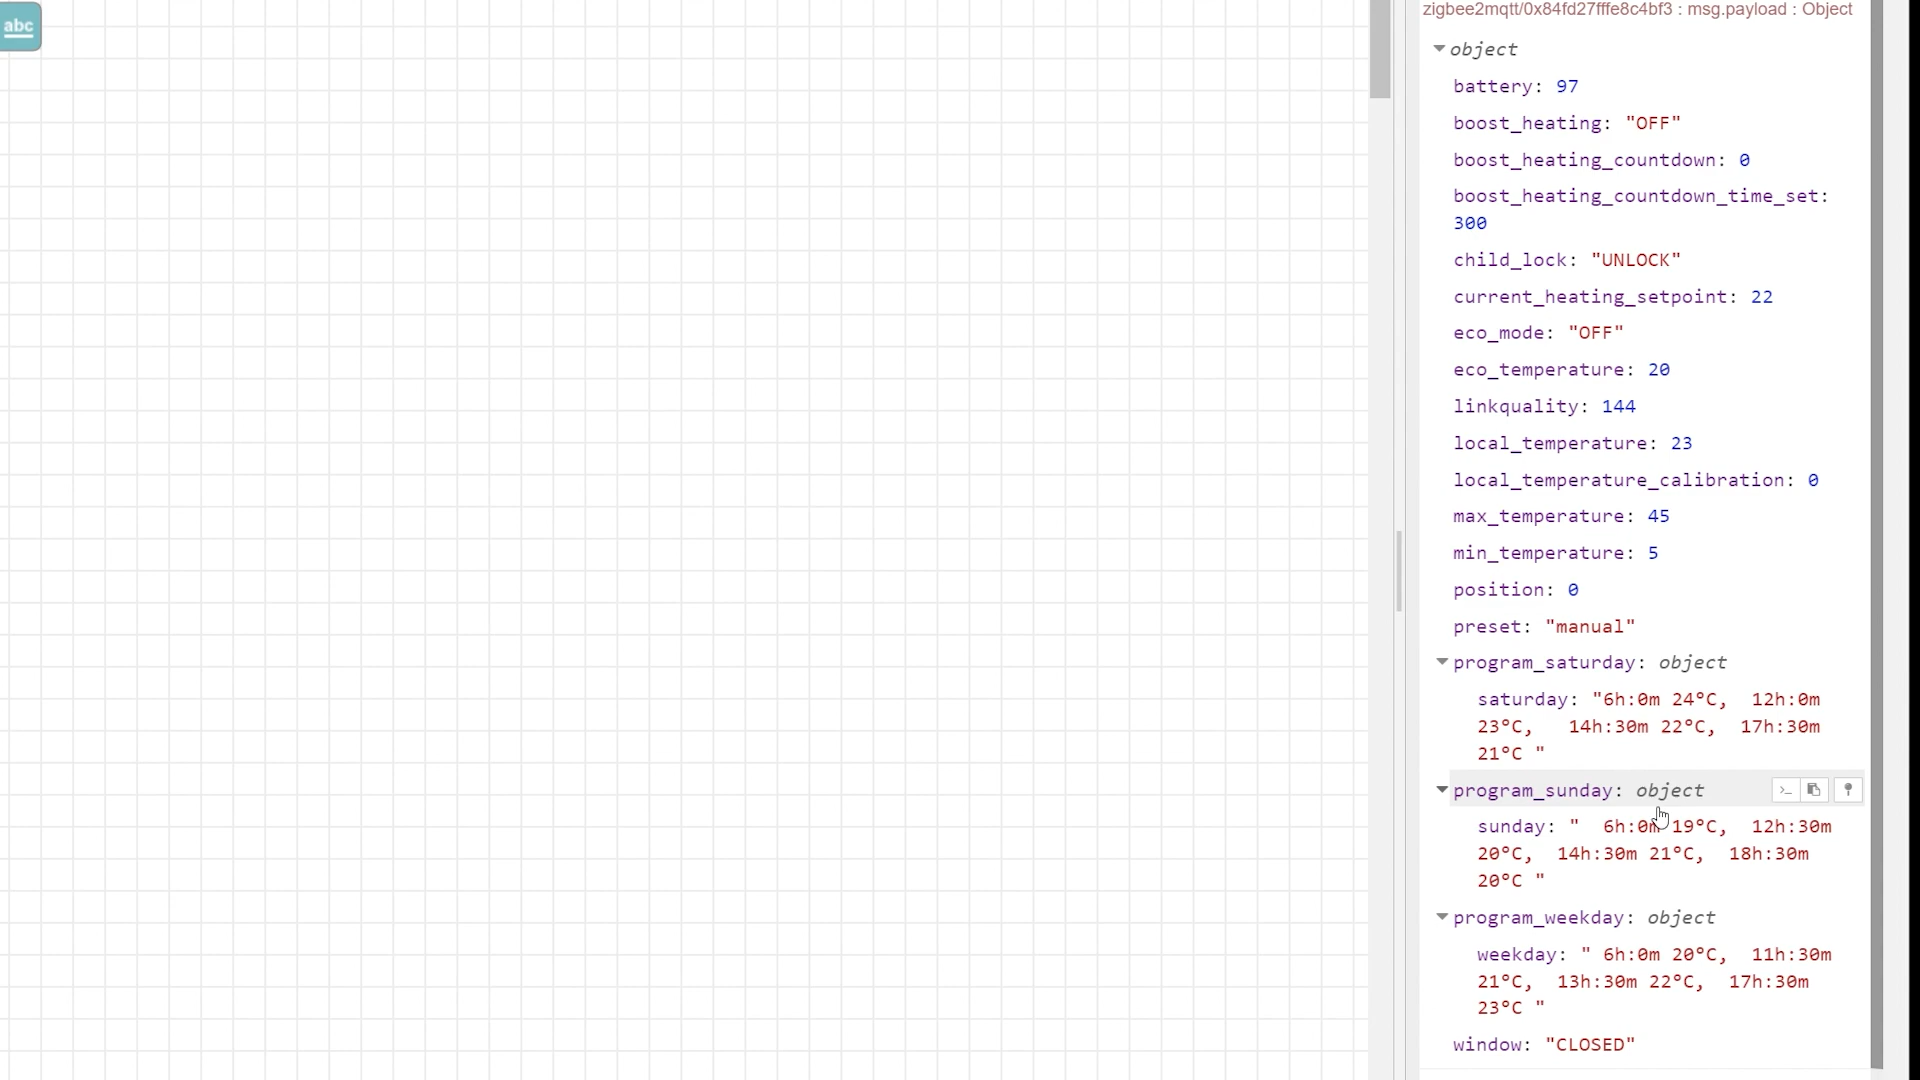 abc
zigbee2mqtt/0x84fd27fffe8c4bf3 : msg.payload : Object
object
battery: 97
boost_heating: "OFF"
boost_heating_countdown: 0
boost_heating_countdown_time_set:
300
child_lock: "UNLOCK"
current_heating_setpoint: 22
eco_mode: "OFF"
eco_temperature: 20
linkquality: 144
local_temperature: 23
local_temperature_calibration: 0
max_temperature: 45
min_temperature: 5
position: 0
preset: "manual"
program_saturday: object
saturday: "6h:0m 24°C,  12h:0m
23°C,   14h:30m 22°C,  17h:30m
21°C "
program_sunday: object
sunday: "  6h:0m 19°C,  12h:30m
20°C,  14h:30m 21°C,  18h:30m
20°C "
program_weekday: object
weekday: " 6h:0m 20°C,  11h:30m
21°C,  13h:30m 22°C,  17h:30m
23°C "
window: "CLOSED"